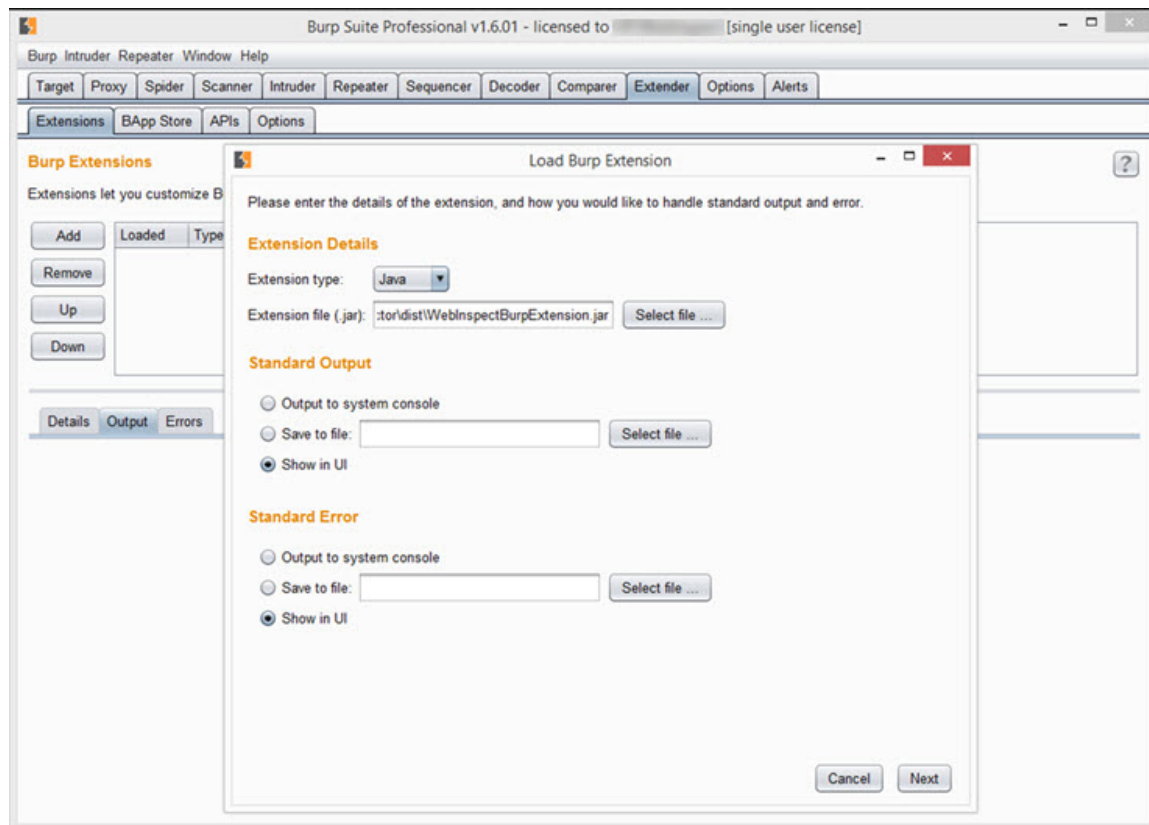 Burp Suite Professional v1.6.01 - licensed to [single user license]
Burp Intruder Repeater Window Help
Target Proxy Spider Scanner Intruder Repeater Sequencer Decoder Comparer Extender Options Alerts
Extensions BApp Store APIs Options
Burp Extensions
?
Extensions let you customize B
Add
Remove
Up
Down
Loaded Type
Details Output Errors
Load Burp Extension
Please enter the details of the extension, and how you would like to handle standard output and error.
Extension Details
Extension type: Java
Extension file (.jar): :tor\dist\WebInspectBurpExtension.jar Select file ...
Standard Output
Output to system console
Save to file: Select file ...
Show in UI
Standard Error
Output to system console
Save to file: Select file ...
Show in UI
Cancel Next